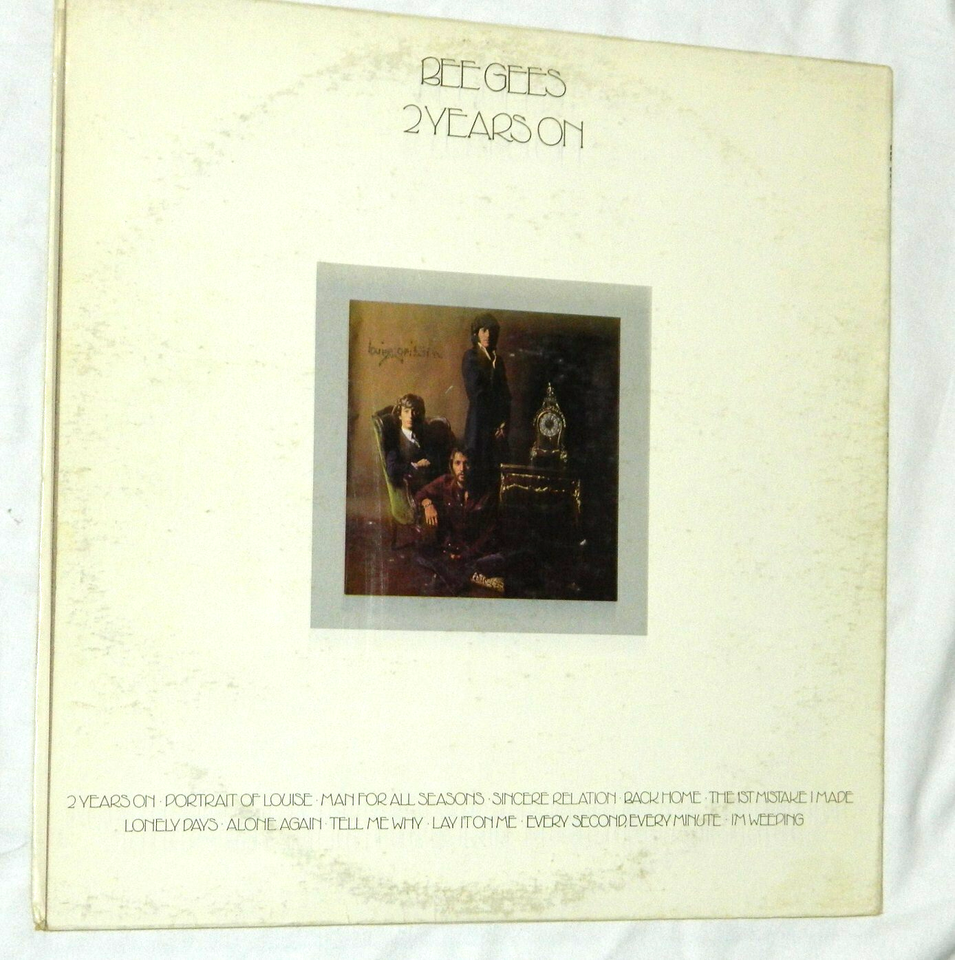 BEE GEES
2 YEARS ON
2 YEARS ON · PORTRAIT OF LOUISE · MAN FOR ALL SEASONS · SINCERE RELATION · BACK HOME · THE 1ST MISTAKE I MADE
LONELY DAYS · ALONE AGAIN · TELL ME WHY · LAY IT ON ME · EVERY SECOND, EVERY MINUTE · I'M WEEPING